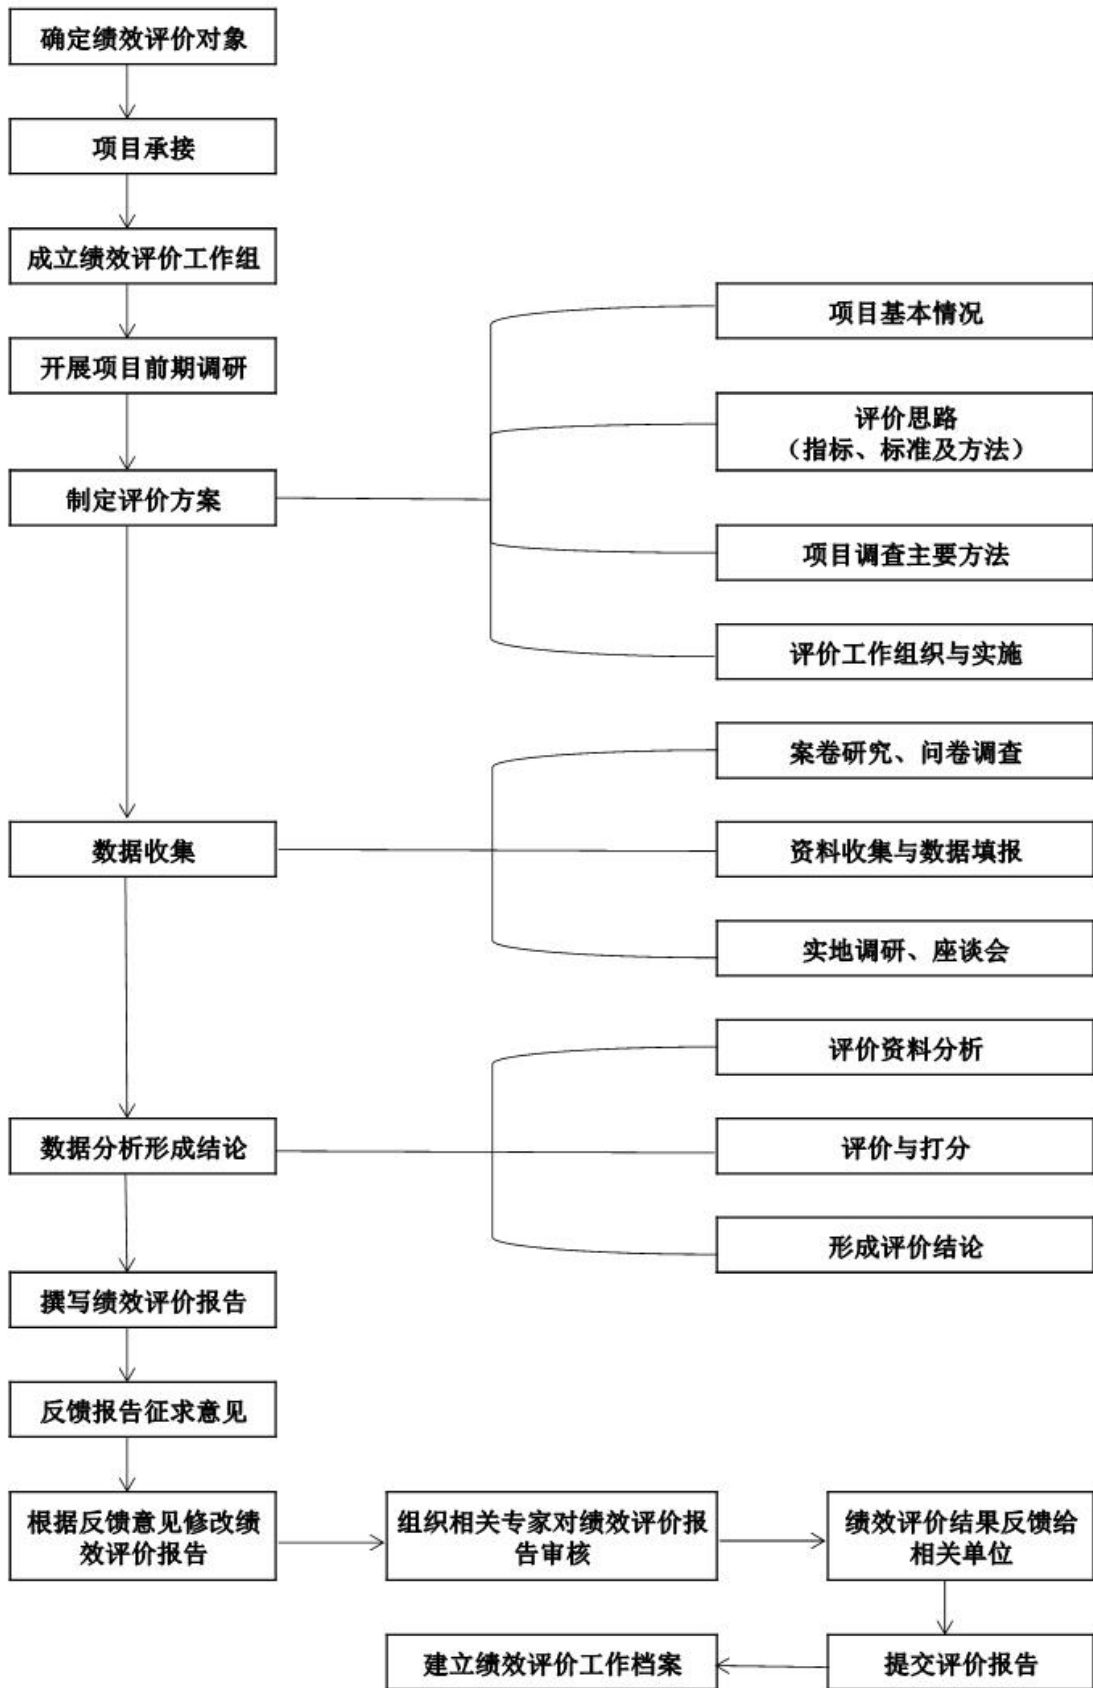 确定绩效评价对象
项目承接
成立绩效评价工作组
开展项目前期调研
制定评价方案
项目基本情况
评价思路
（指标、标准及方法）
项目调查主要方法
评价工作组织与实施
数据收集
案卷研究、问卷调查
资料收集与数据填报
实地调研、座谈会
数据分析形成结论
评价资料分析
评价与打分
形成评价结论
撰写绩效评价报告
反馈报告征求意见
根据反馈意见修改绩
效评价报告
组织相关专家对绩效评价报
告审核
绩效评价结果反馈给
相关单位
提交评价报告
建立绩效评价工作档案